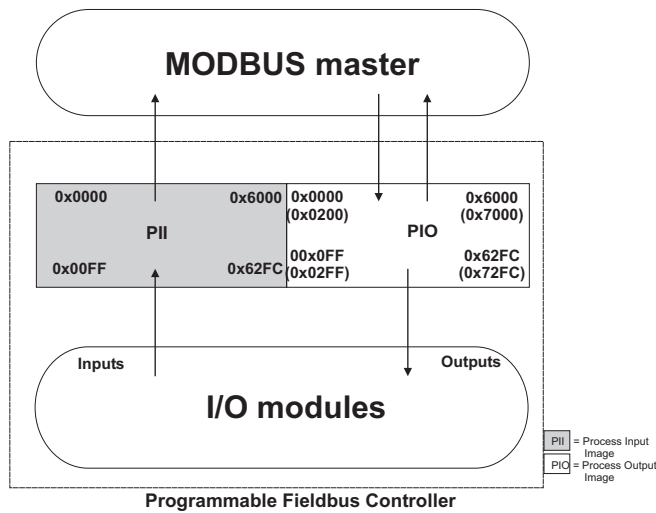 MODBUS master
0x0000 0x6000 0x0000 0x6000
(0x0200) (0x7000)
PII PIO
00x0FF 0x62FC
0x00FF 0x62FC (0x02FF) (0x72FC)
Inputs Outputs
I/O modules
PII = Process Input
Image
PIO = Process Output
Image
Programmable Fieldbus Controller